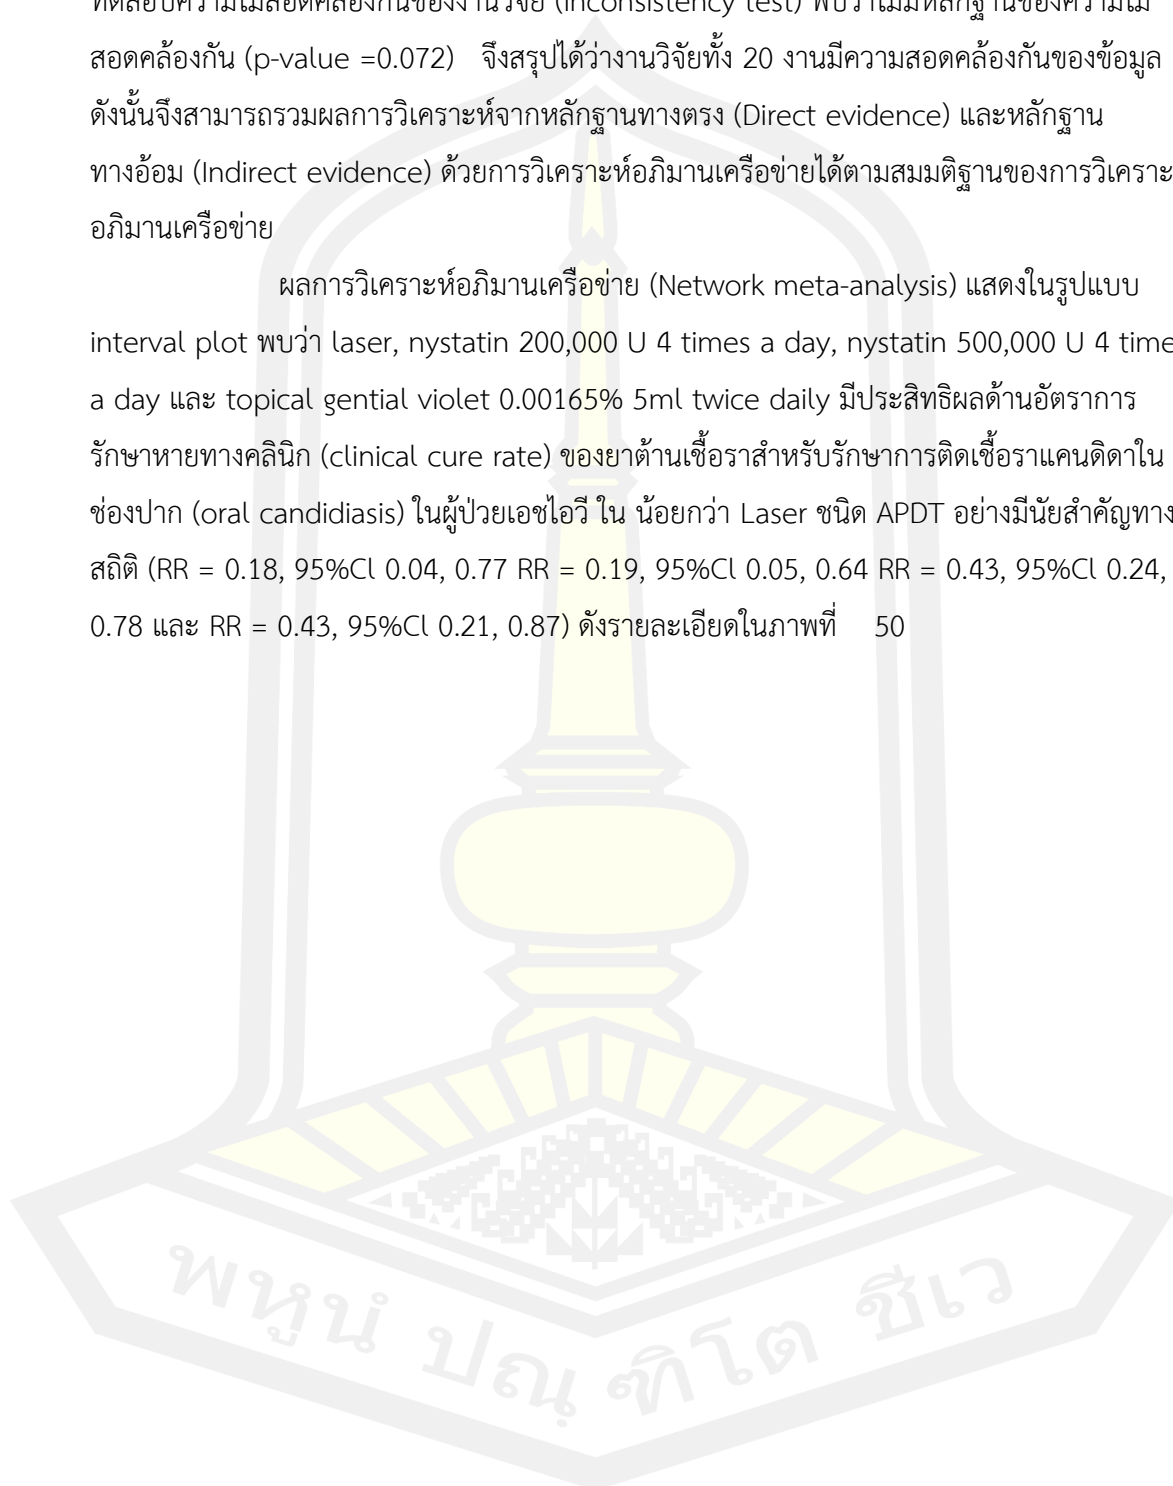 ทดสอบความไม่สอดคล้องกันของงานวิจัย (inconsistency test) พบว่าไม่มีหลักฐานของความไม่
สอดคล้องกัน (p-value =0.072) จึงสรุปได้ว่างานวิจัยทั้ง 20 งานมีความสอดคล้องกันของข้อมูล
ดังนั้นจึงสามารถรวมผลการวิเคราะห์จากหลักฐานทางตรง (Direct evidence) และหลักฐาน
ทางอ้อม (Indirect evidence) ด้วยการวิเคราะห์อภิมานเครือข่ายได้ตามสมมติฐานของการวิเคราะ
อภิมานเครือข่าย
ผลการวิเคราะห์อภิมานเครือข่าย (Network meta-analysis) แสดงในรูปแบบ
interval plot พบว่า laser, nystatin 200,000 U 4 times a day, nystatin 500,000 U 4 time
a day และ topical gential violet 0.00165% 5ml twice daily มีประสิทธิผลด้านอัตราการ
รักษาหายทางคลินิก (clinical cure rate) ของยาต้านเชื้อราสำหรับรักษาการติดเชื้อราแคนดิดาใน
ช่องปาก (oral candidiasis) ในผู้ป่วยเอชไอวี ใน น้อยกว่า Laser ชนิด APDT อย่างมีนัยสำคัญทาง
สถิติ (RR = 0.18, 95%Cl 0.04, 0.77 RR = 0.19, 95%Cl 0.05, 0.64 RR = 0.43, 95%Cl 0.24,
0.78 และ RR = 0.43, 95%Cl 0.21, 0.87) ดังรายละเอียดในภาพที่ 50
พหูนํ ปณฺฑิโต ชีเว